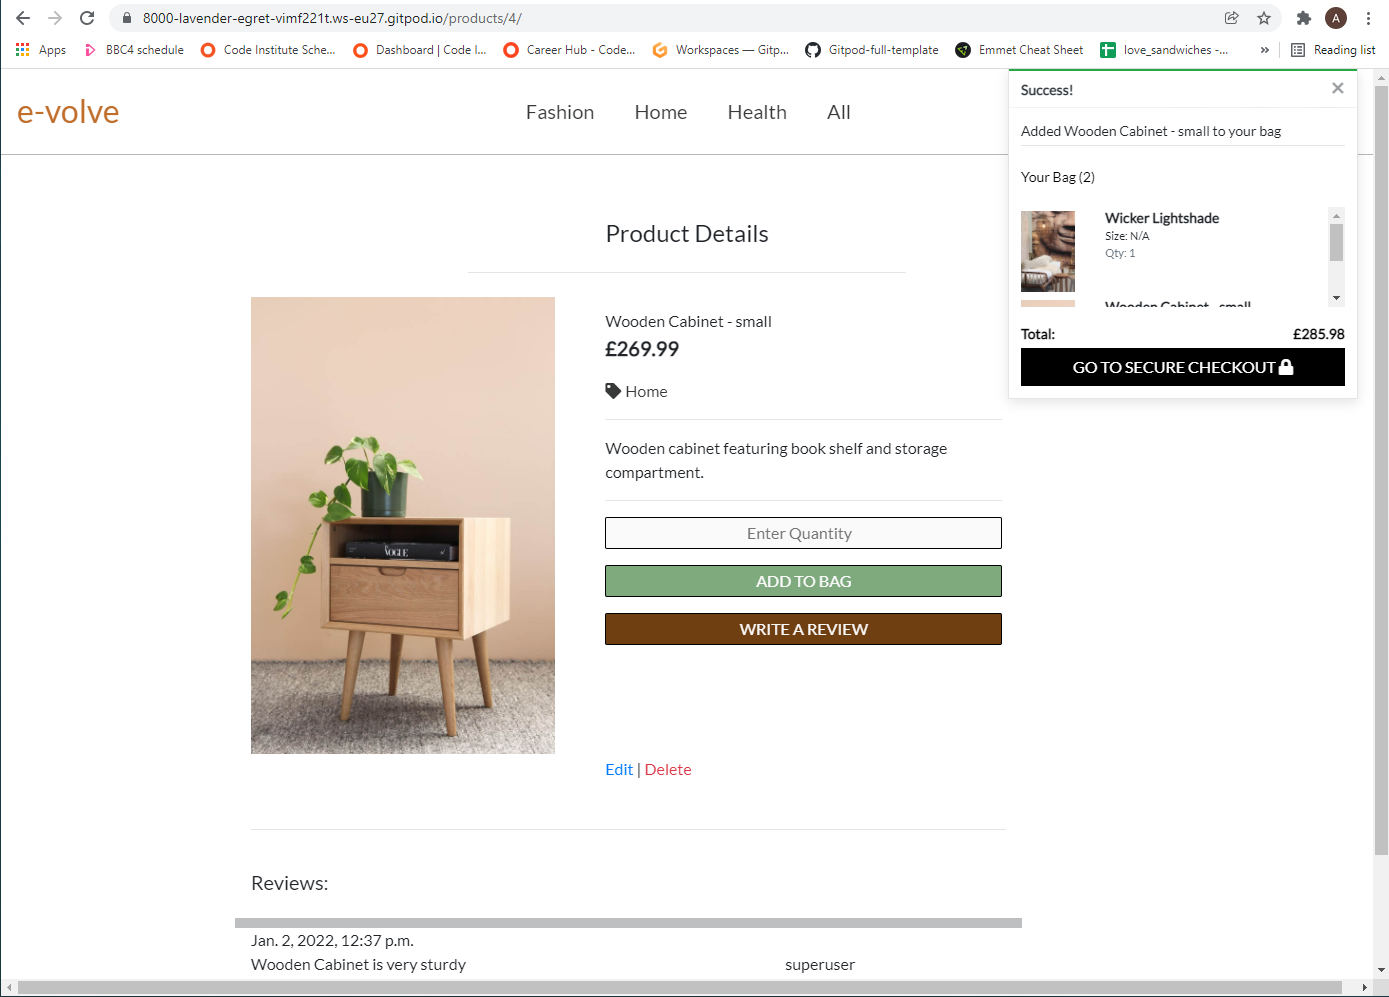 8000-lavender-egret-vimf221t.ws-eu27.gitpod.io/products/4/
A
Apps
BBC4 schedule
Code Institute Sche...
Dashboard | Code I...
Career Hub - Code...
Workspaces — Gitp...
Gitpod-full-template
Emmet Cheat Sheet
love_sandwiches -...
»
Reading list
e-volve
Fashion
Home
Health
All
Success!
×
Added Wooden Cabinet - small to your bag
Your Bag (2)
Wicker Lightshade
Size: N/A
Qty: 1
Wooden Cabinet - small
Total: £285.98
GO TO SECURE CHECKOUT
Product Details
Wooden Cabinet - small
£269.99
Home
Wooden cabinet featuring book shelf and storage
compartment.
Enter Quantity
ADD TO BAG
WRITE A REVIEW
VOGUE
Edit | Delete
Reviews:
Jan. 2, 2022, 12:37 p.m.
Wooden Cabinet is very sturdy superuser